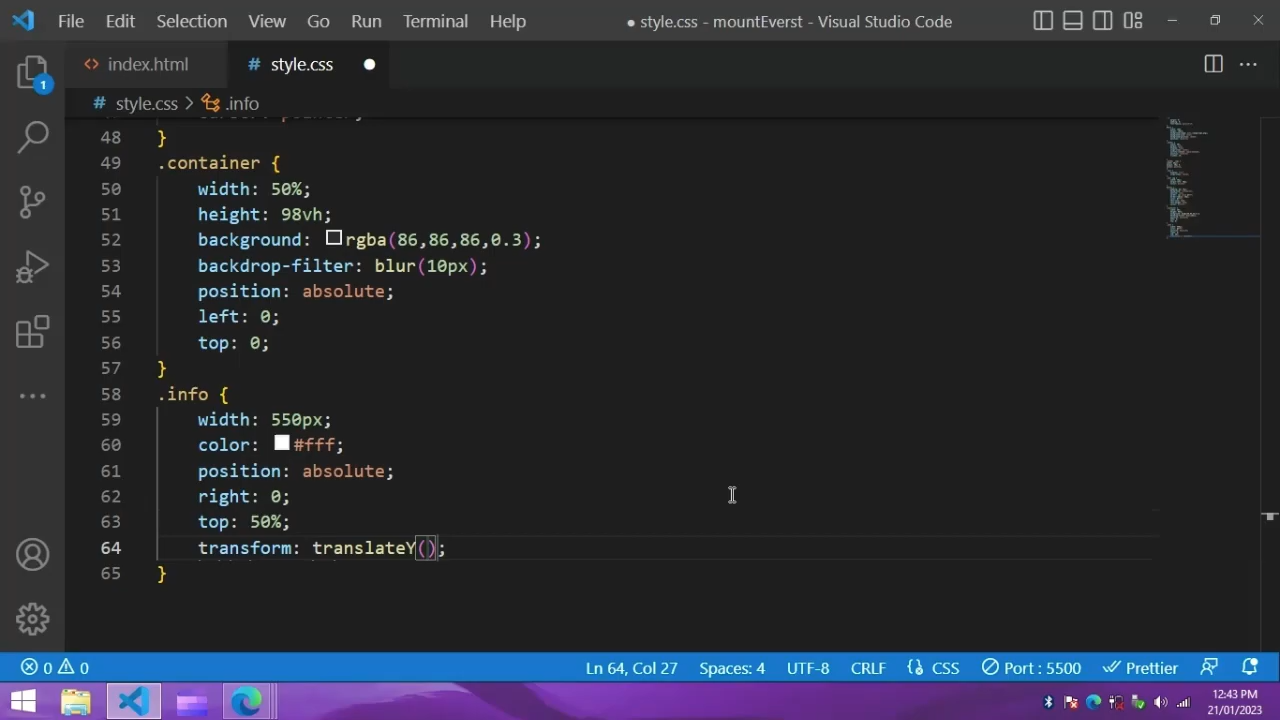 File Edit Selection View Go Run Terminal Help ● style.css - mountEverst - Visual Studio Code
<> index.html # style.css
1
# style.css > .info
48 }
49 .container {
50 width: 50%;
51 height: 98vh;
52 background: rgba(86,86,86,0.3);
53 backdrop-filter: blur(10px);
54 position: absolute;
55 left: 0;
56 top: 0;
57 }
58 .info {
59 width: 550px;
60 color: #fff;
61 position: absolute;
62 right: 0;
63 top: 50%;
64 transform: translateY();
65 }
0 0 Ln 64, Col 27 Spaces: 4 UTF-8 CRLF {} CSS Port : 5500 Prettier
12:43 PM
21/01/2023